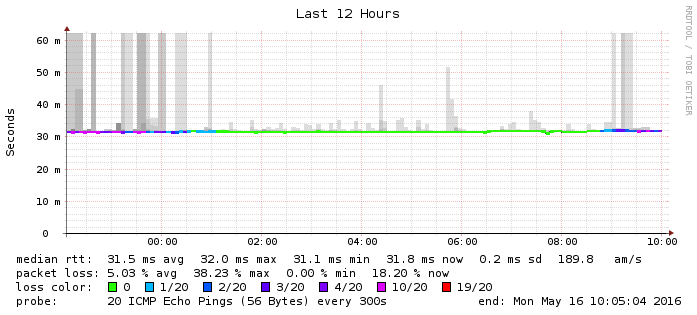 Last 12 Hours
RRDTOOL / TOBI OETIKER
Seconds
60 m
50 m
40 m
30 m
20 m
10 m
0
00:00 02:00 04:00 06:00 08:00 10:00
median rtt: 31.5 ms avg 32.0 ms max 31.1 ms min 31.8 ms now 0.2 ms sd 189.8 am/s
packet loss: 5.03 % avg 38.23 % max 0.00 % min 18.20 % now
loss color: 0 1/20 2/20 3/20 4/20 10/20 19/20
probe: 20 ICMP Echo Pings (56 Bytes) every 300s end: Mon May 16 10:05:04 2016